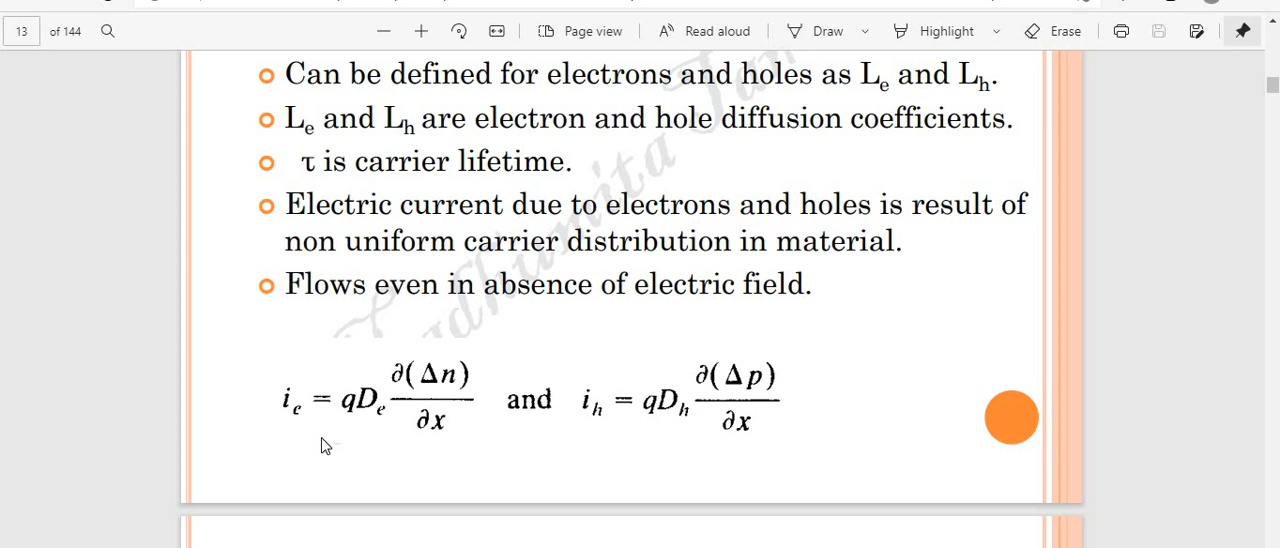 13 of 144 Page view Read aloud Draw Highlight Erase
Can be defined for electrons and holes as Lₑ and Lₕ.
Lₑ and Lₕ are electron and hole diffusion coefficients.
τ is carrier lifetime.
Electric current due to electrons and holes is result of
non uniform carrier distribution in material.
Flows even in absence of electric field.
iₑ = qDₑ ∂(Δn)/∂x and iₕ = qDₕ ∂(Δp)/∂x